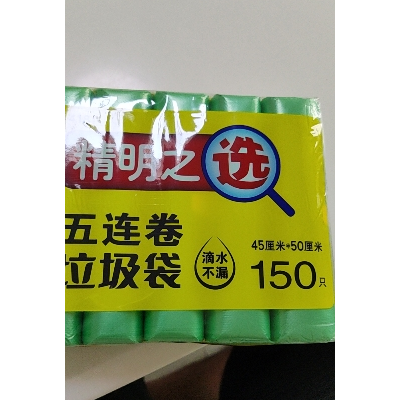 精明之选
五连卷
垃圾袋
滴水
不漏
45厘米*50厘米
150只